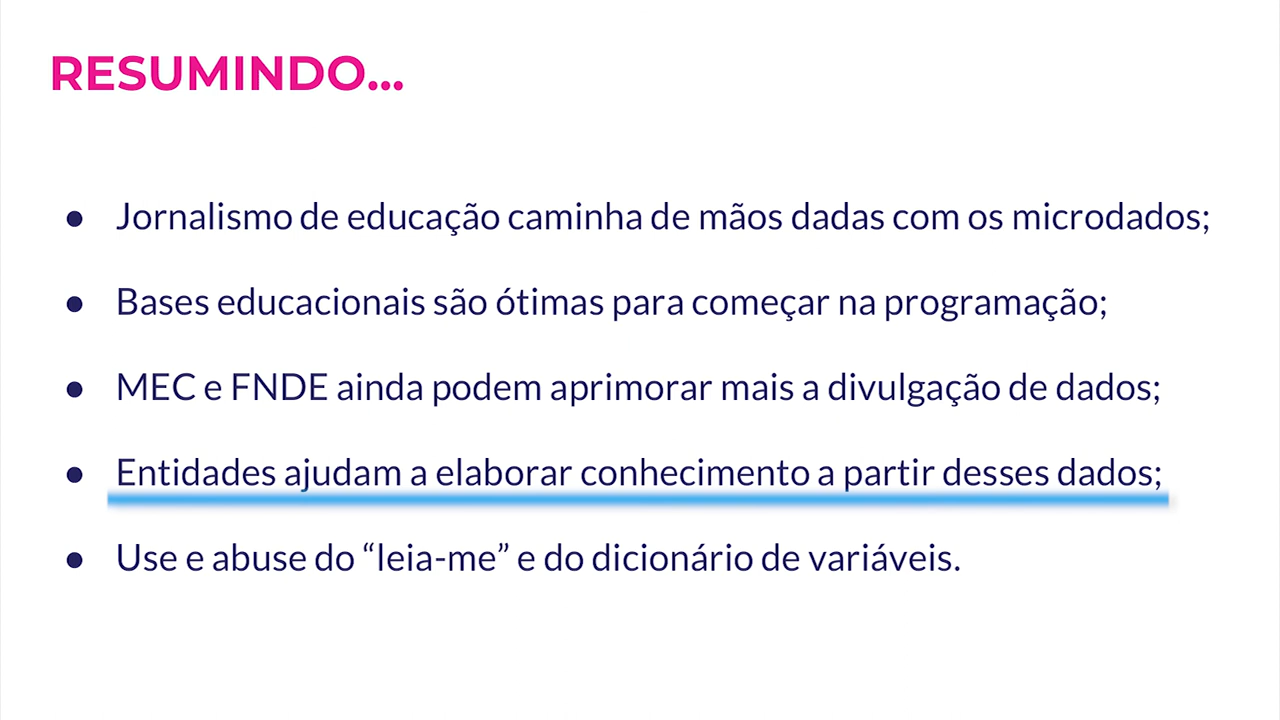 RESUMINDO...
● Jornalismo de educação caminha de mãos dadas com os microdados;
● Bases educacionais são ótimas para começar na programação;
● MEC e FNDE ainda podem aprimorar mais a divulgação de dados;
● Entidades ajudam a elaborar conhecimento a partir desses dados;
● Use e abuse do “leia-me” e do dicionário de variáveis.